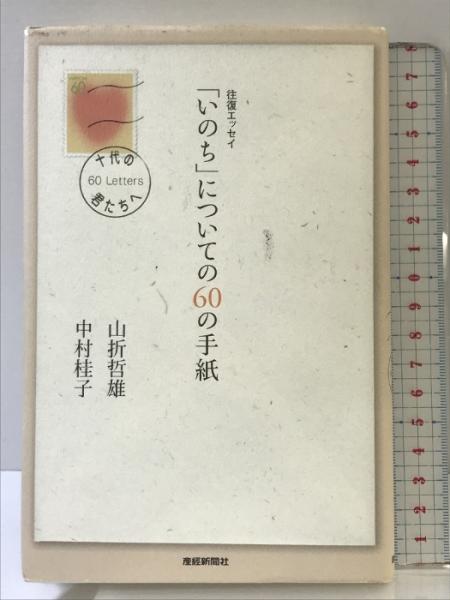 往復エッセイ
「いのち」についての60の手紙
60
十代の
60 Letters
君たちへ
山折哲雄
中村桂子
産経新聞社